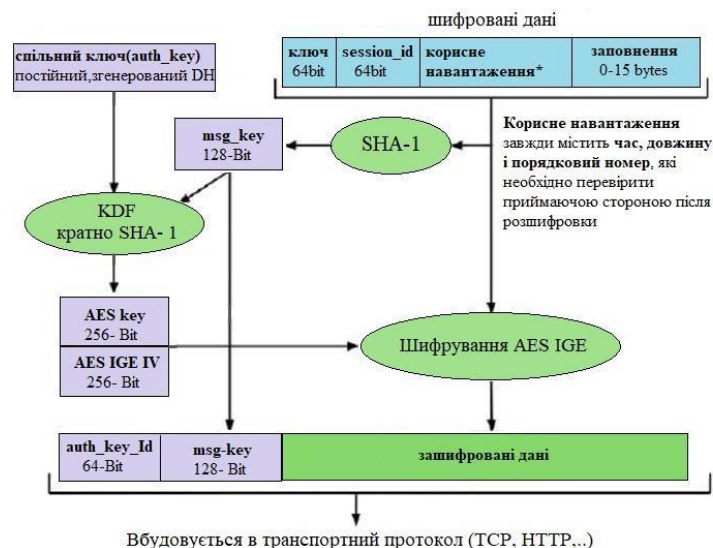 шифровані дані
спільний ключ(auth_key)
постійний,згенерований DH
ключ
64bit
session_id
64bit
корисне
навантаження*
заповнення
0-15 bytes
msg_key
128-Bit
SHA-1
Корисне навантаження
завжди містить час, довжину
і порядковий номер, які
необхідно перевірити
приймаючою стороною після
розшифровки
KDF
кратно SHA- 1
AES key
256- Bit
AES IGE IV
256- Bit
Шифрування AES IGE
auth_key_Id
64-Bit
msg-key
128- Bit
зашифровані дані
Вбудовується в транспортний протокол (TCP, HTTP,..)